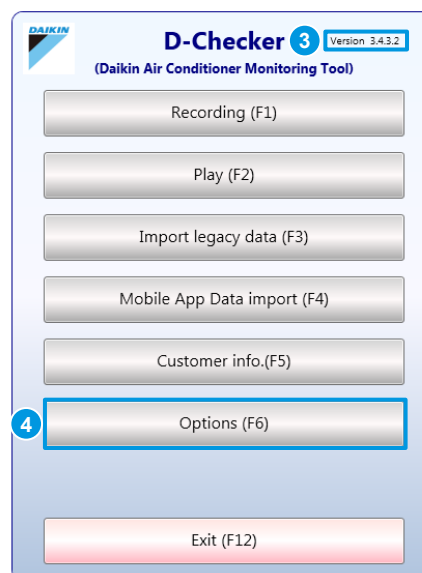 DAIKIN
D-Checker 3 Version 3.4.3.2
(Daikin Air Conditioner Monitoring Tool)
Recording (F1)
Play (F2)
Import legacy data (F3)
Mobile App Data import (F4)
Customer info.(F5)
4 Options (F6)
Exit (F12)